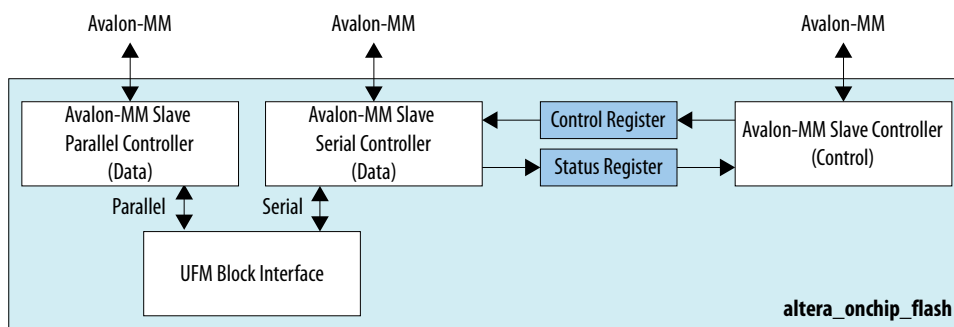 Avalon-MM
Avalon-MM
Avalon-MM
Avalon-MM Slave
Parallel Controller
(Data)
Avalon-MM Slave
Serial Controller
(Data)
Control Register
Status Register
Avalon-MM Slave Controller
(Control)
Parallel
Serial
UFM Block Interface
altera_onchip_flash